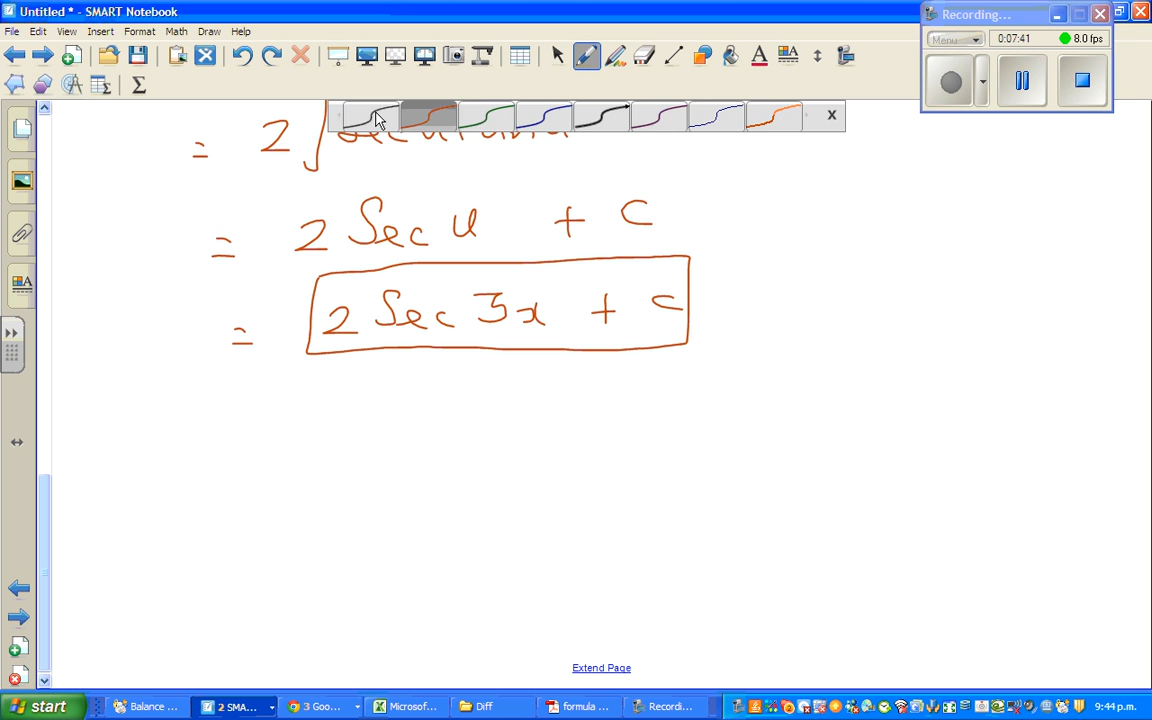 Untitled * - SMART Notebook
Recording...
File Edit View Insert Format Math Draw Help
Menu 0:07:41 8.0 fps
X
= 2 ∫
= 2 Sec u + C
= 2 Sec 3x + C
Extend Page
start Balance ... 2 SMA... 3 Goo... Microsof... Diff formula ... Recordi... 9:44 p.m.